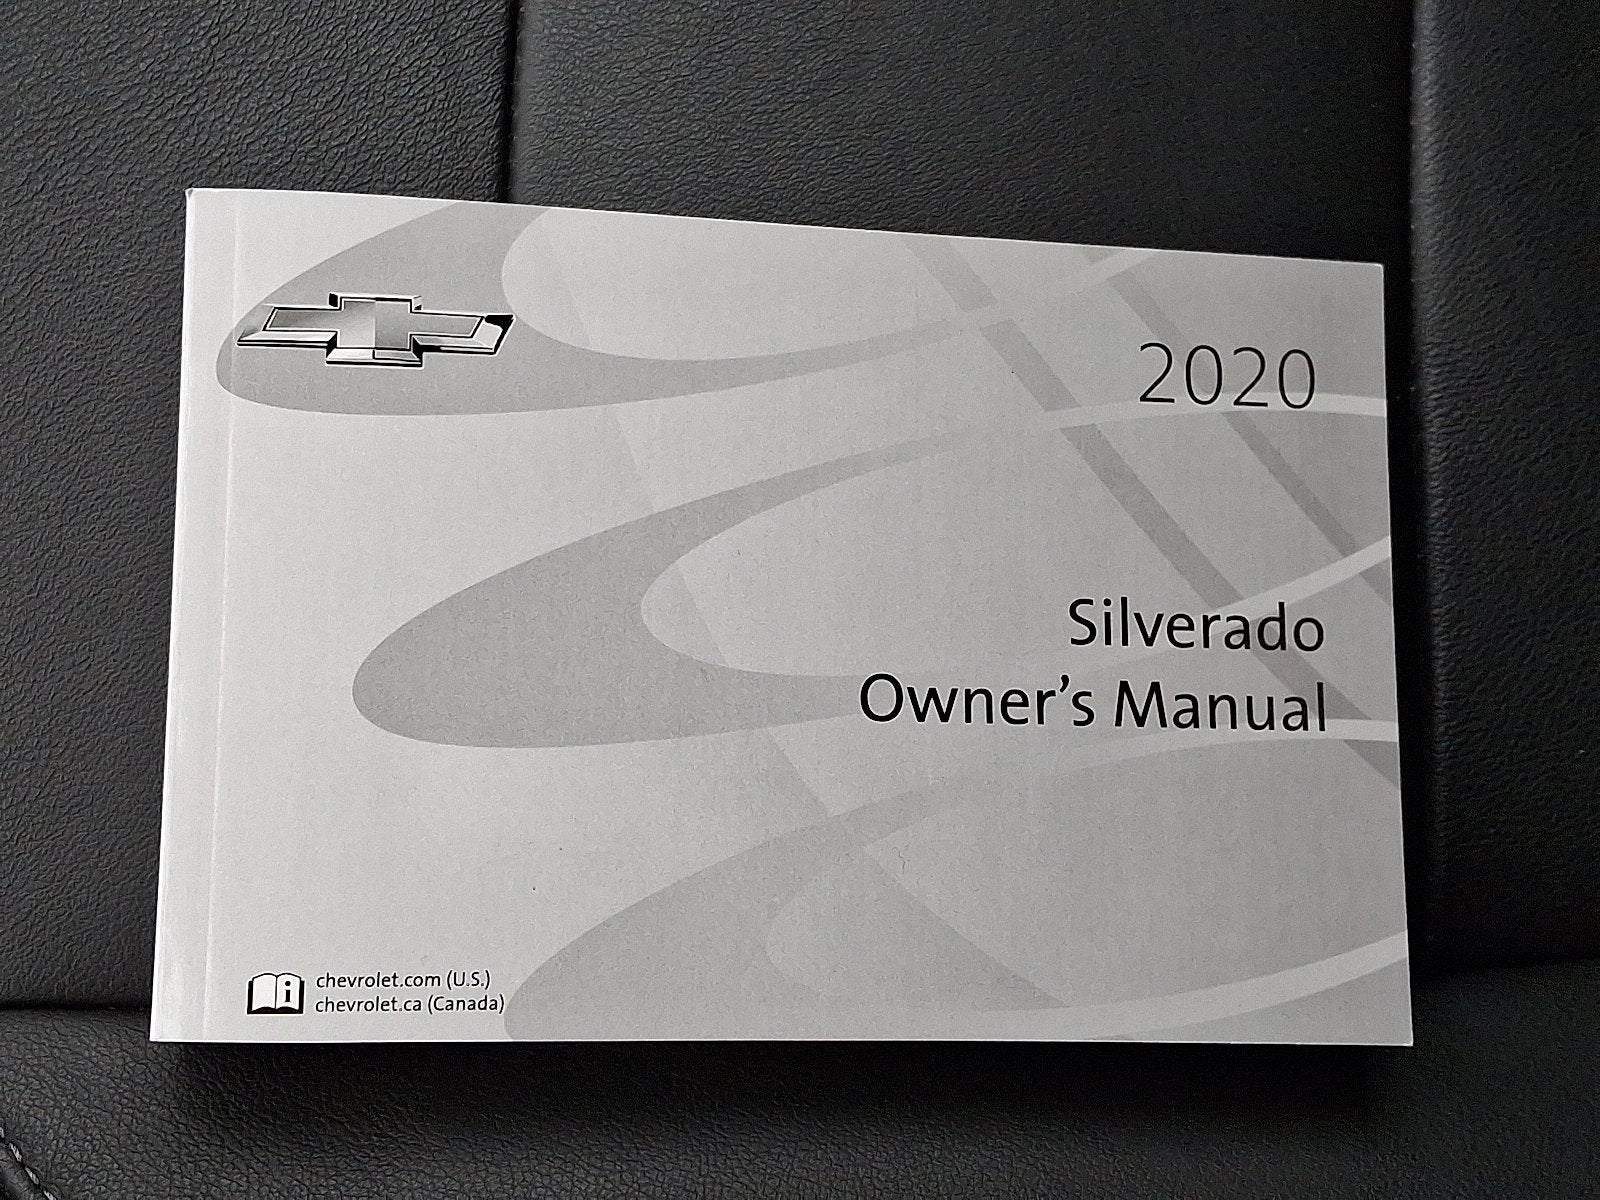 2020
Silverado
Owner's Manual
i
chevrolet.com (U.S.)
chevrolet.ca (Canada)